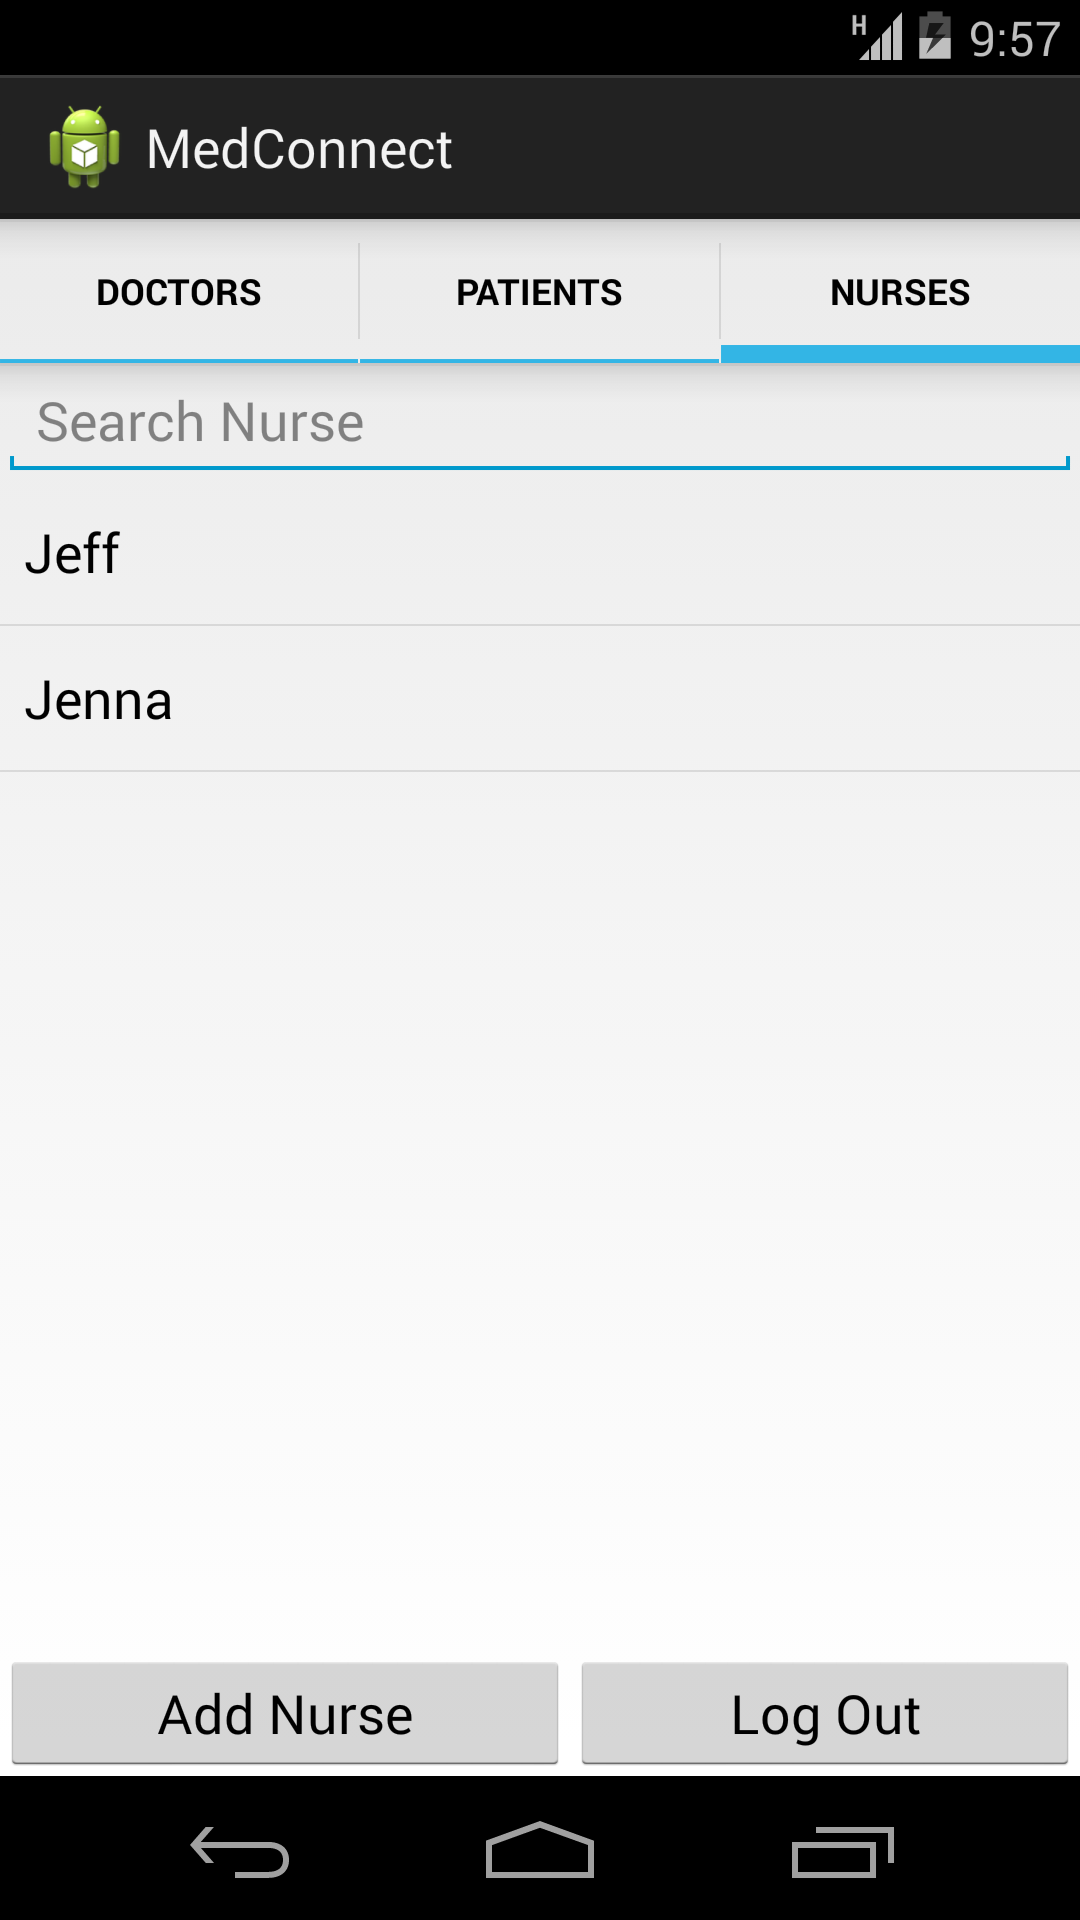 H 9:57
MedConnect
DOCTORS PATIENTS NURSES
Search Nurse
Jeff
Jenna
Add Nurse Log Out